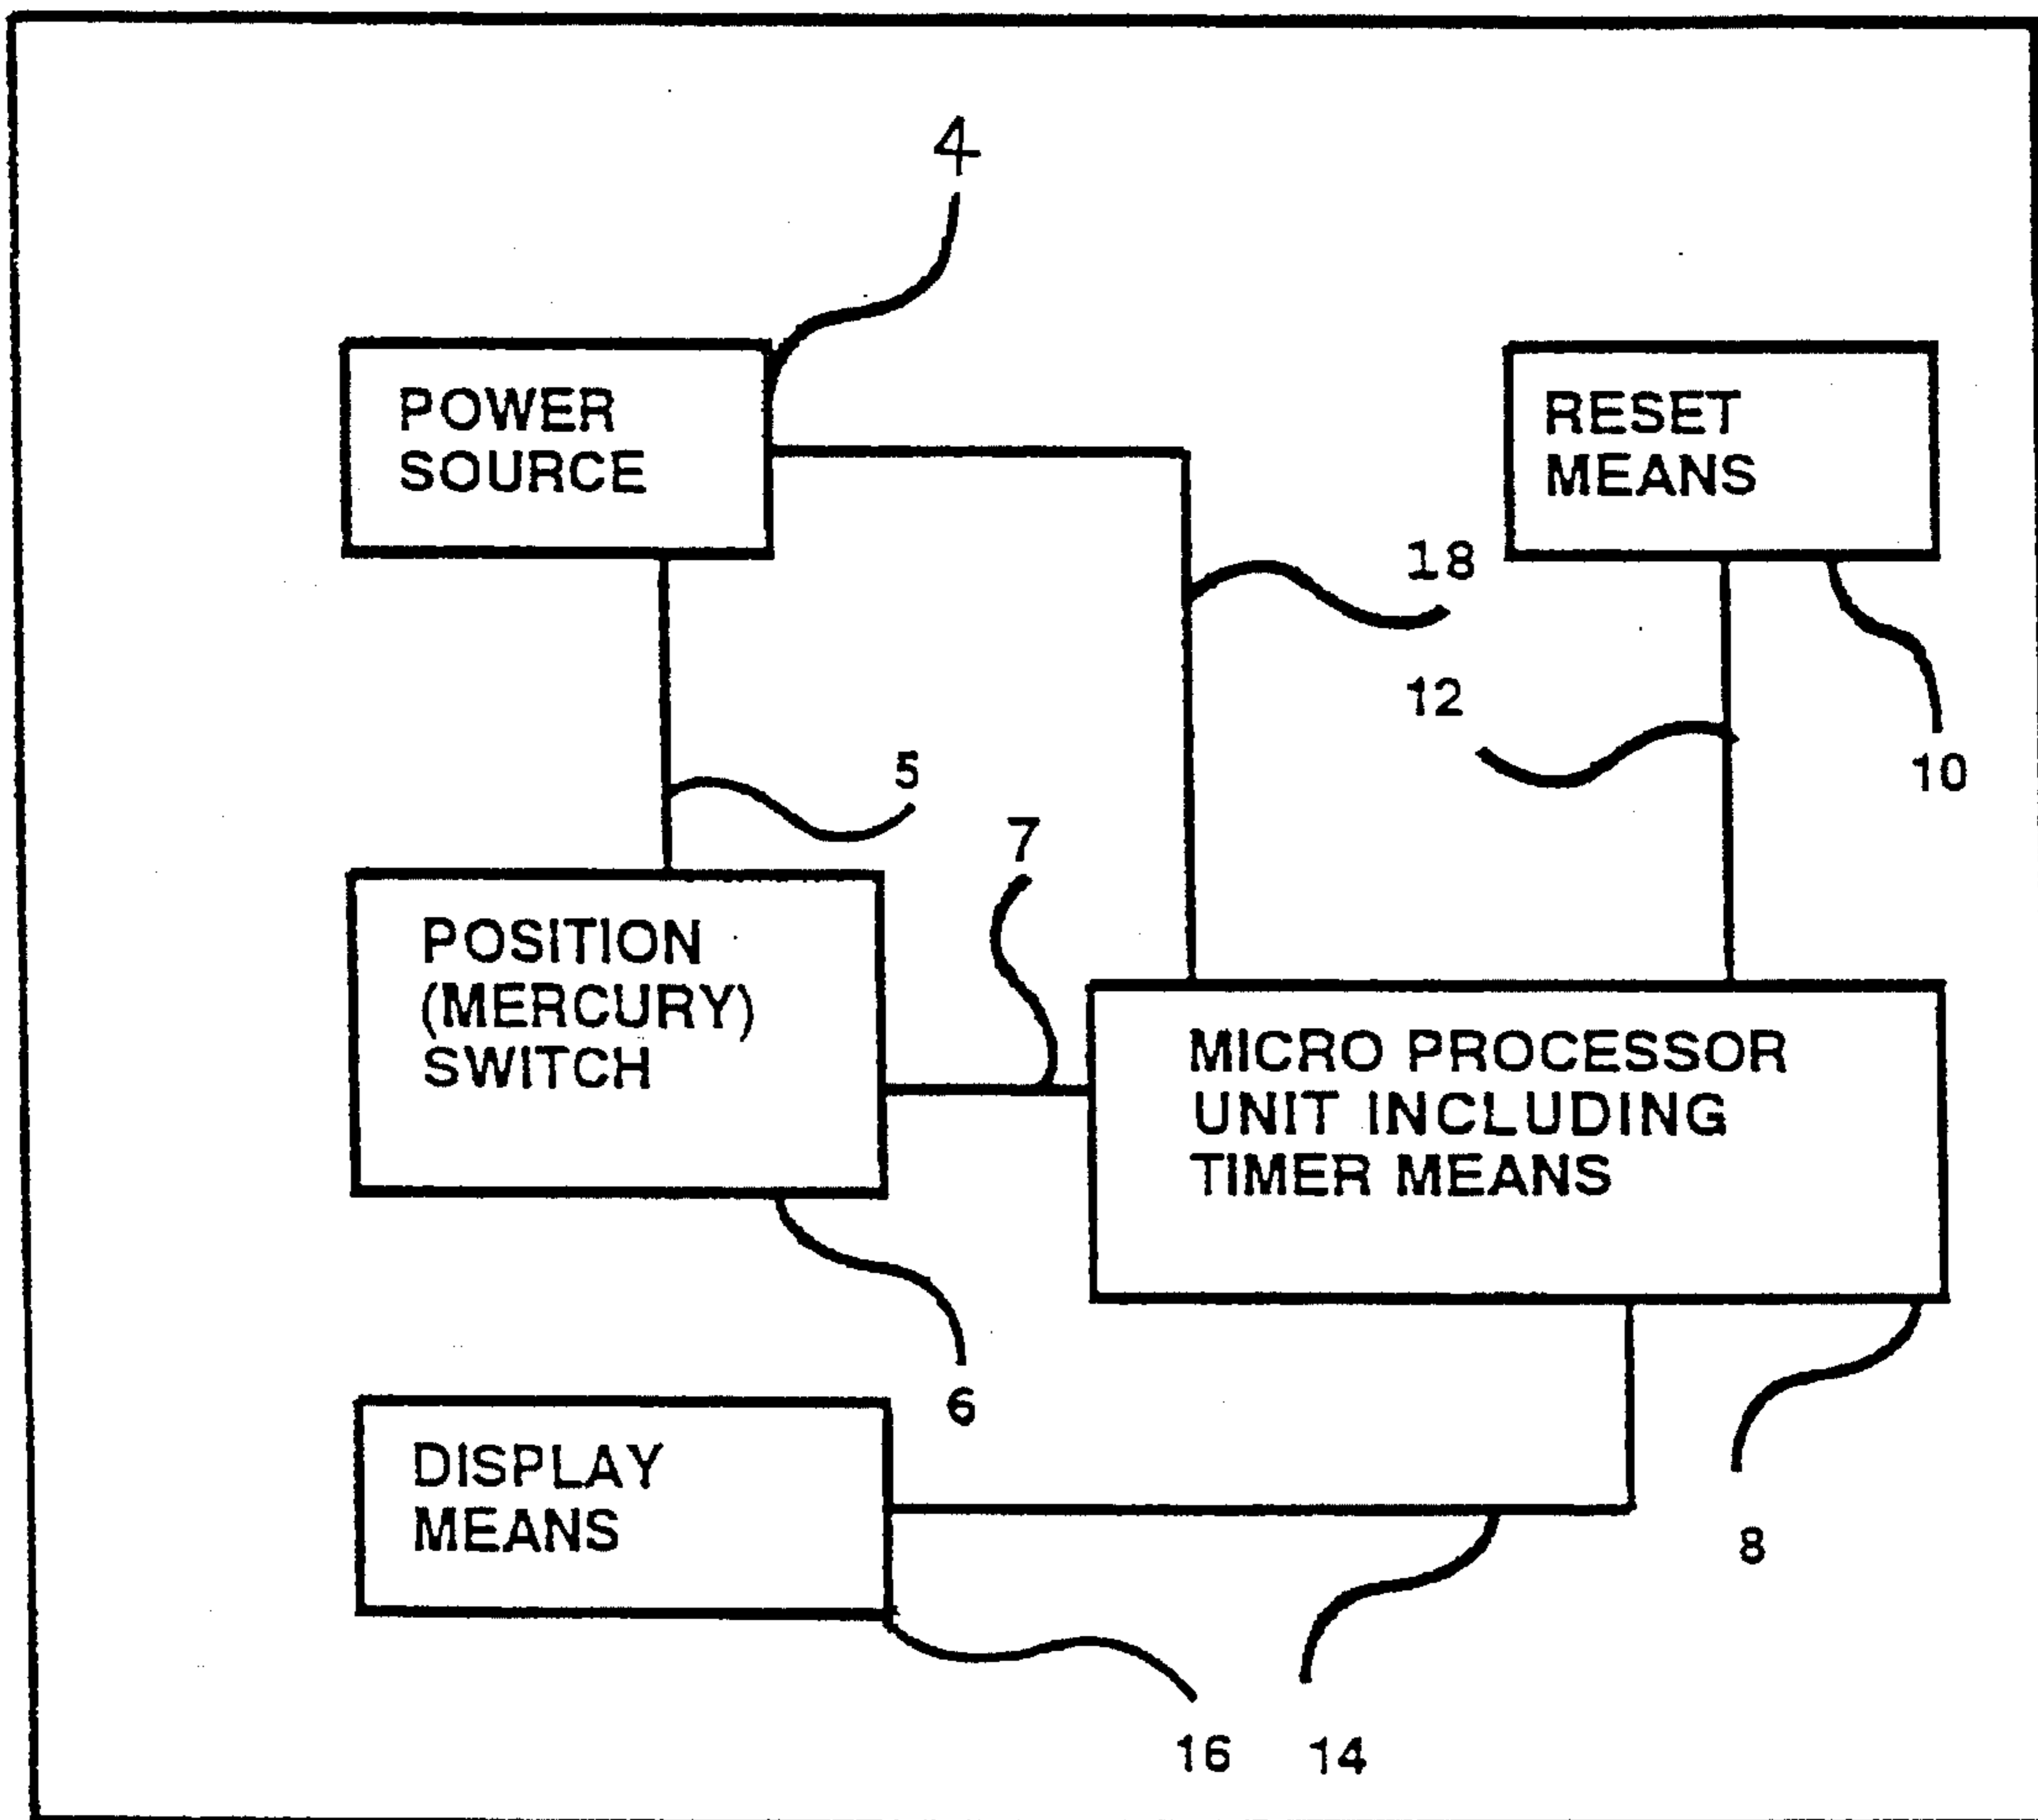 4
POWER
SOURCE
RESET
MEANS
18
12
10
5
7
POSITION
(MERCURY)
SWITCH
MICRO PROCESSOR
UNIT INCLUDING
TIMER MEANS
6
DISPLAY
MEANS
8
16
14